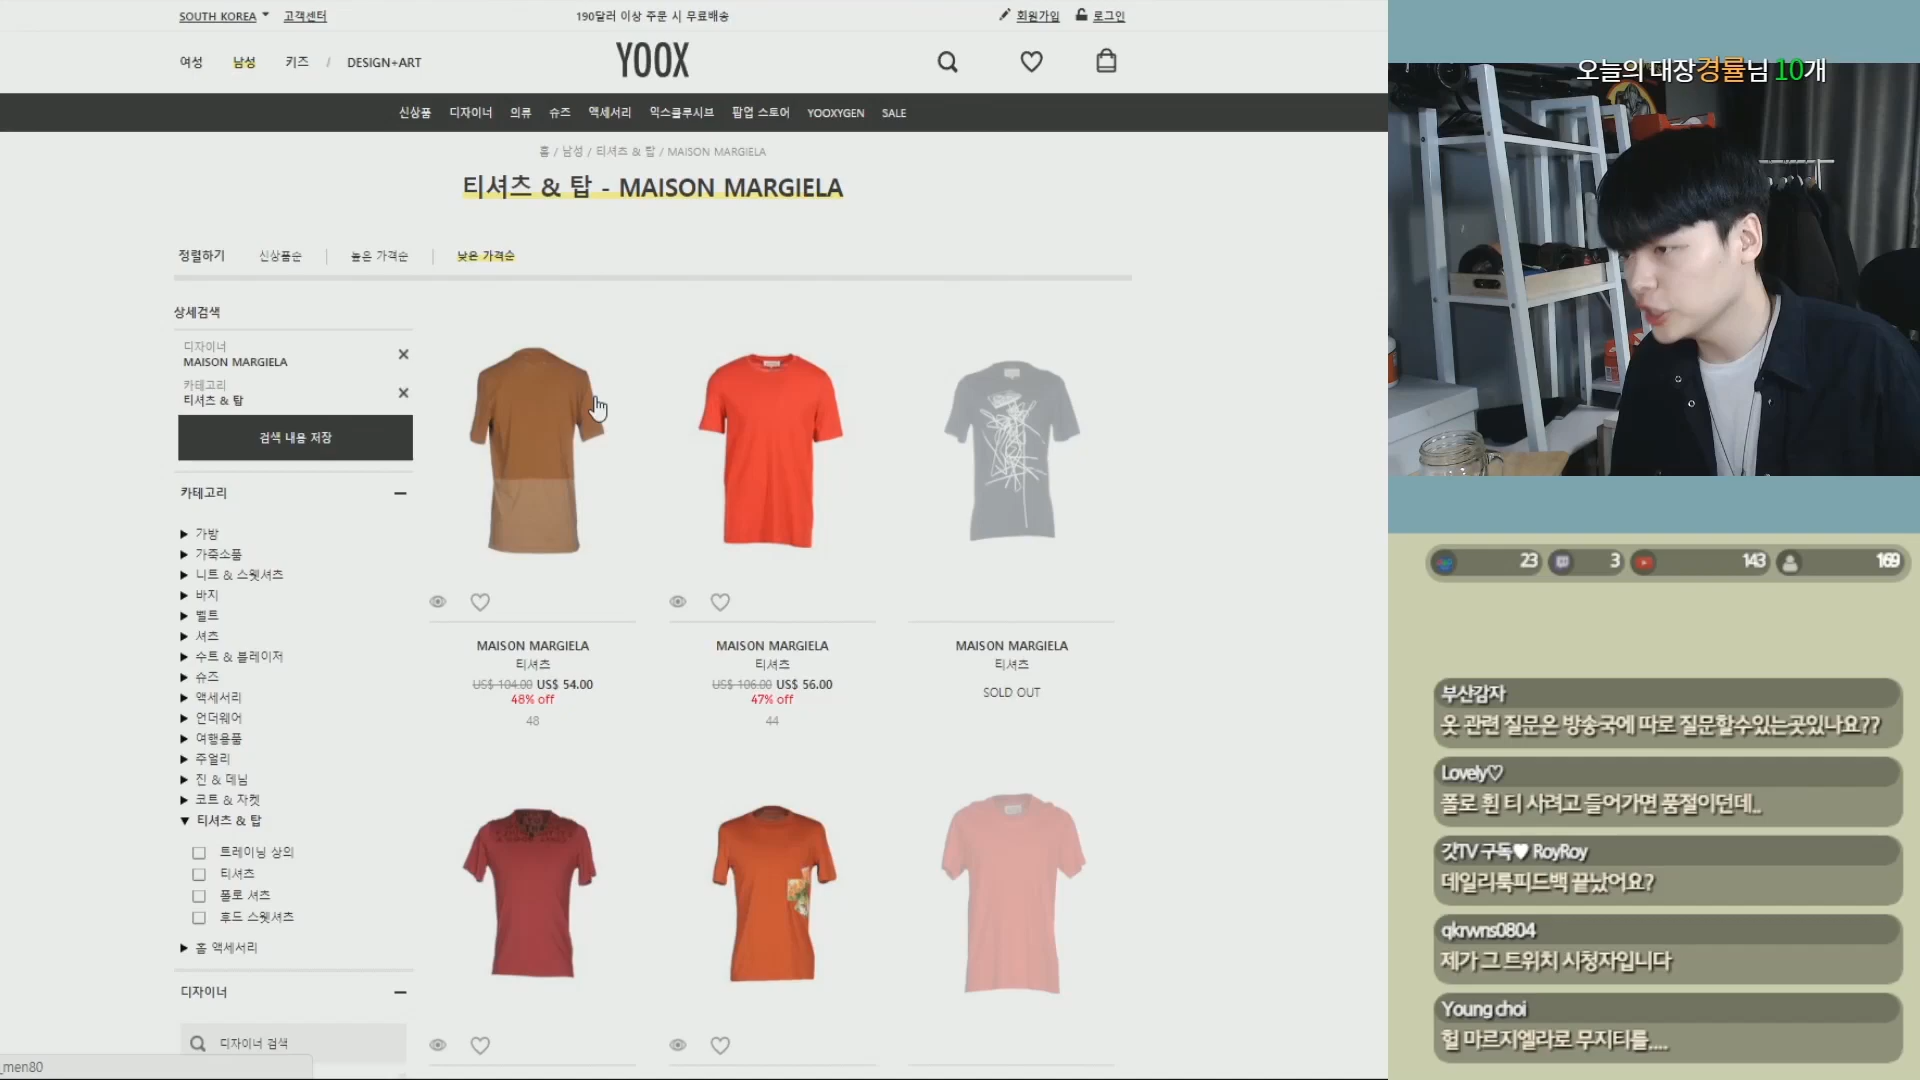 SOUTH KOREA 고객센터
190달러 이상 주문 시 무료배송
회원가입 로그인
여성 남성 키즈 / DESIGN+ART
YOOX
신상품 디자이너 의류 슈즈 액세서리 익스클루시브 팝업 스토어 YOOXYGEN SALE
홈 / 남성 / 티셔츠 & 탑 / MAISON MARGIELA
티셔츠 & 탑 - MAISON MARGIELA
정렬하기 신상품순 높은 가격순 낮은 가격순
상세검색
디자이너
MAISON MARGIELA
카테고리
티셔츠 & 탑
검색 내용 저장
카테고리
가방
가죽소품
니트 & 스웻셔츠
바지
벨트
셔츠
수트 & 블레이저
슈즈
액세서리
언더웨어
여행용품
주얼리
진 & 데님
코트 & 자켓
티셔츠 & 탑
트레이닝 상의
티셔츠
폴로 셔츠
후드 스웻셔츠
홈 액세서리
디자이너
디자이너 검색
_men80
MAISON MARGIELA
티셔츠
US$ 104.00 US$ 54.00
48% off
48
MAISON MARGIELA
티셔츠
US$ 106.00 US$ 56.00
47% off
44
MAISON MARGIELA
티셔츠
SOLD OUT
오늘의 대장경률님 10개
23 3 143 169
부산감자
옷 관련 질문은 방송국에 따로 질문할수있는곳있나요??
Lovely♡
폴로 흰 티 사려고 들어가면 품절이던데..
갓TV 구독♥ RoyRoy
데일리룩피드백 끝났어요?
qkrwns0804
제가 그 트위치 시청자입니다
Young choi
헐 마르지엘라로 무지티를....